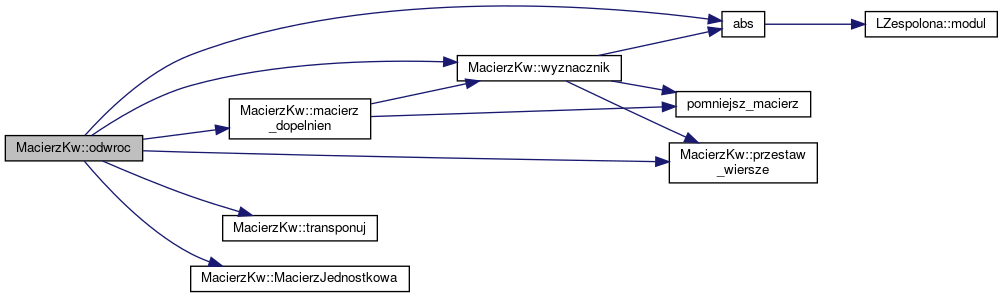 MacierzKw::odwroc
abs
LZespolona::modul
MacierzKw::wyznacznik
MacierzKw::macierz
_dopelnien
pomniejsz_macierz
MacierzKw::przestaw
_wiersze
MacierzKw::transponuj
MacierzKw::MacierzJednostkowa